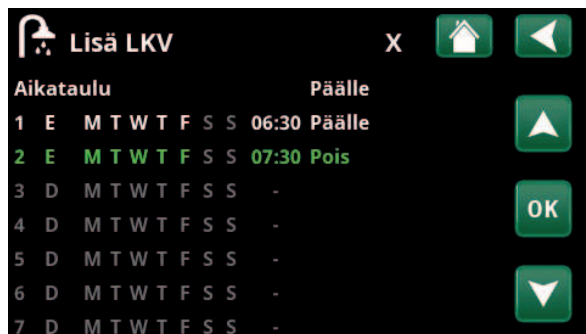 Lisä LKV X
Aikataulu Päälle
1 E M T W T F S S 06:30 Päälle
2 E M T W T F S S 07:30 Pois
3 D M T W T F S S -
4 D M T W T F S S -
OK
5 D M T W T F S S -
6 D M T W T F S S -
7 D M T W T F S S